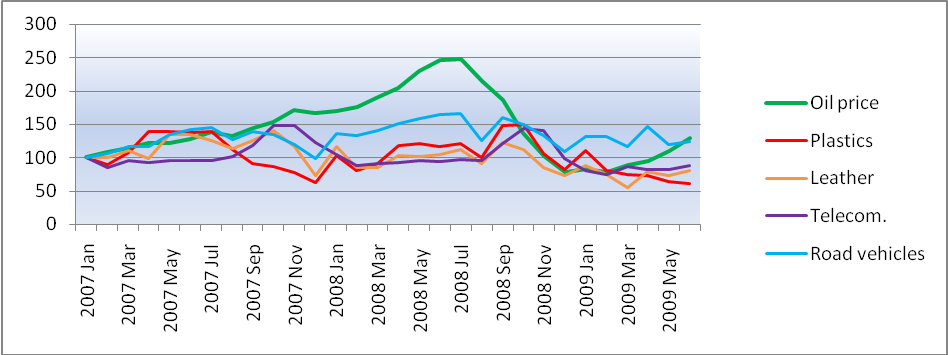 300
250
200
150
100
50
0
2007 Jan
2007 Mar
2007 May
2007 Jul
2007 Sep
2007 Nov
2008 Jan
2008 Mar
2008 May
2008 Jul
2008 Sep
2008 Nov
2009 Jan
2009 Mar
2009 May
Oil price
Plastics
Leather
Telecom.
Road vehicles